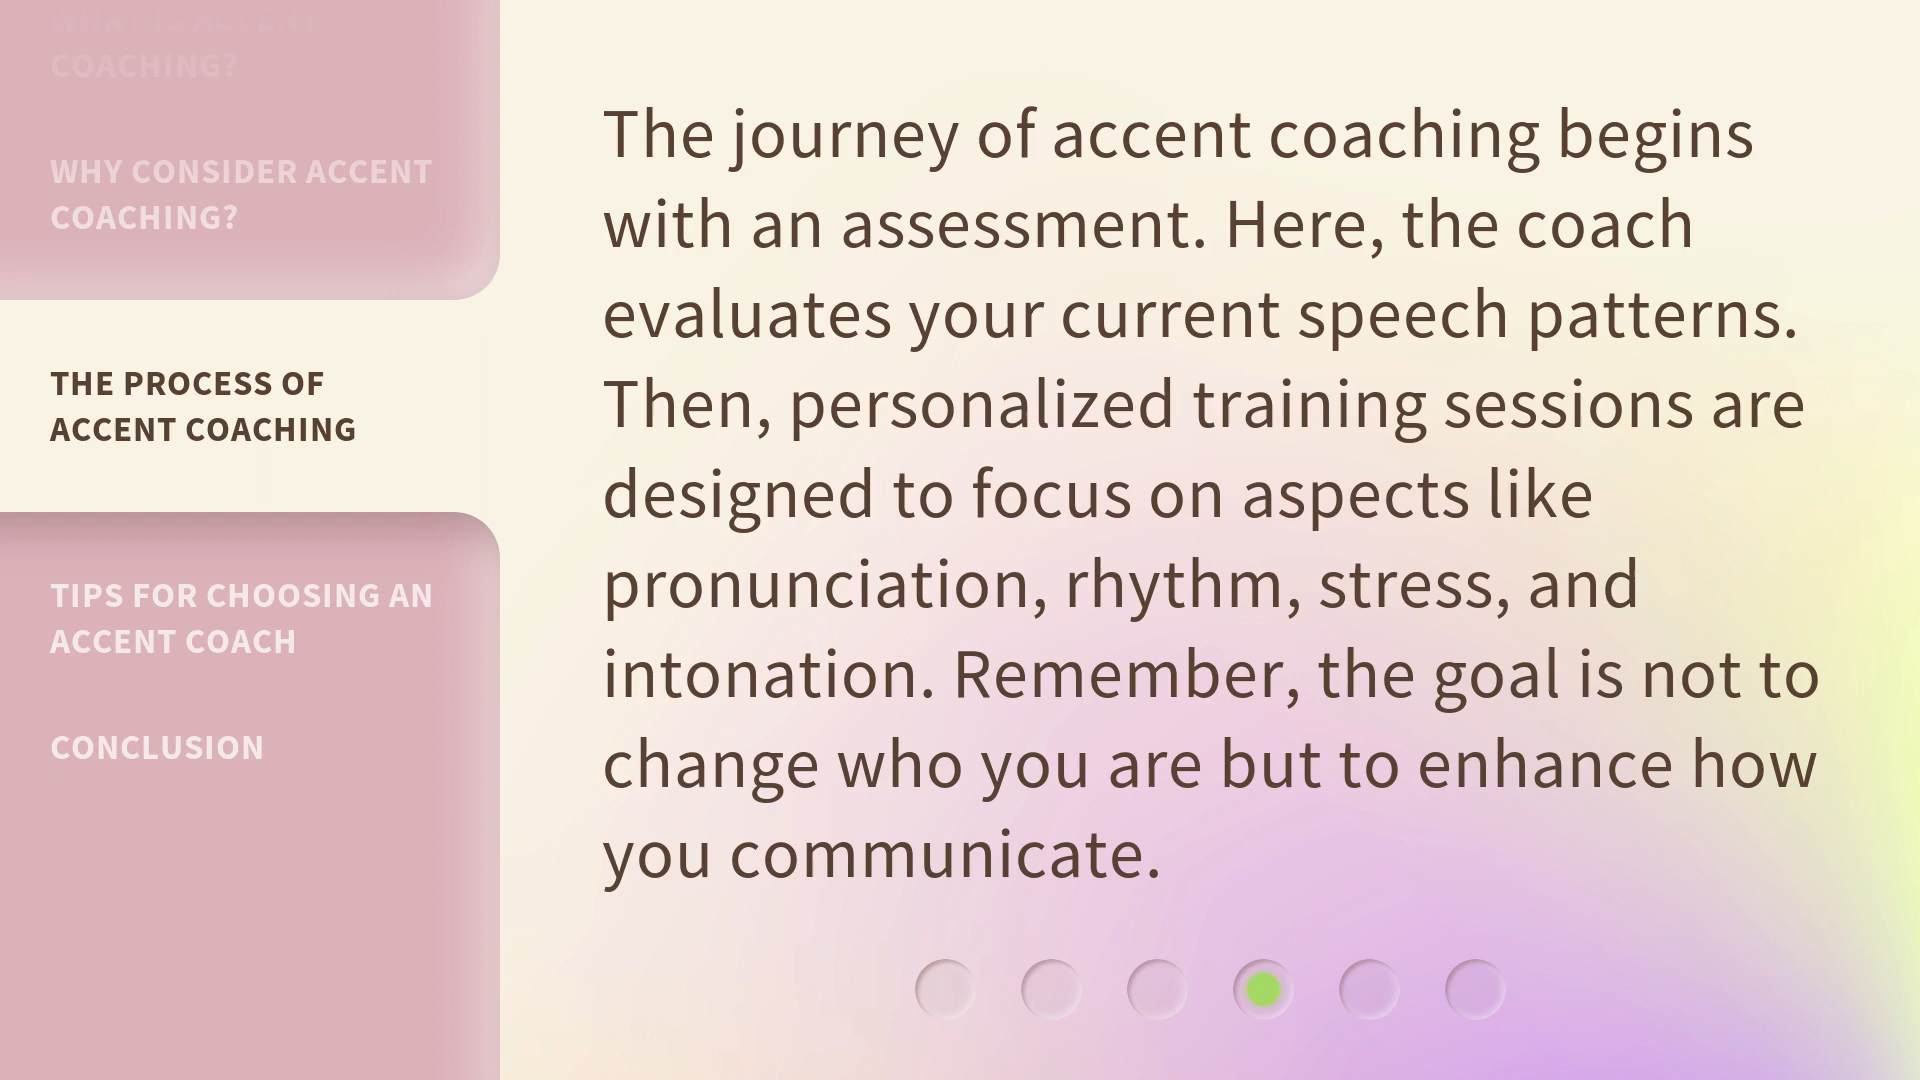 WHAT IS ACCENT
COACHING?
WHY CONSIDER ACCENT
COACHING?
THE PROCESS OF
ACCENT COACHING
TIPS FOR CHOOSING AN
ACCENT COACH
CONCLUSION
The journey of accent coaching begins
with an assessment. Here, the coach
evaluates your current speech patterns.
Then, personalized training sessions are
designed to focus on aspects like
pronunciation, rhythm, stress, and
intonation. Remember, the goal is not to
change who you are but to enhance how
you communicate.